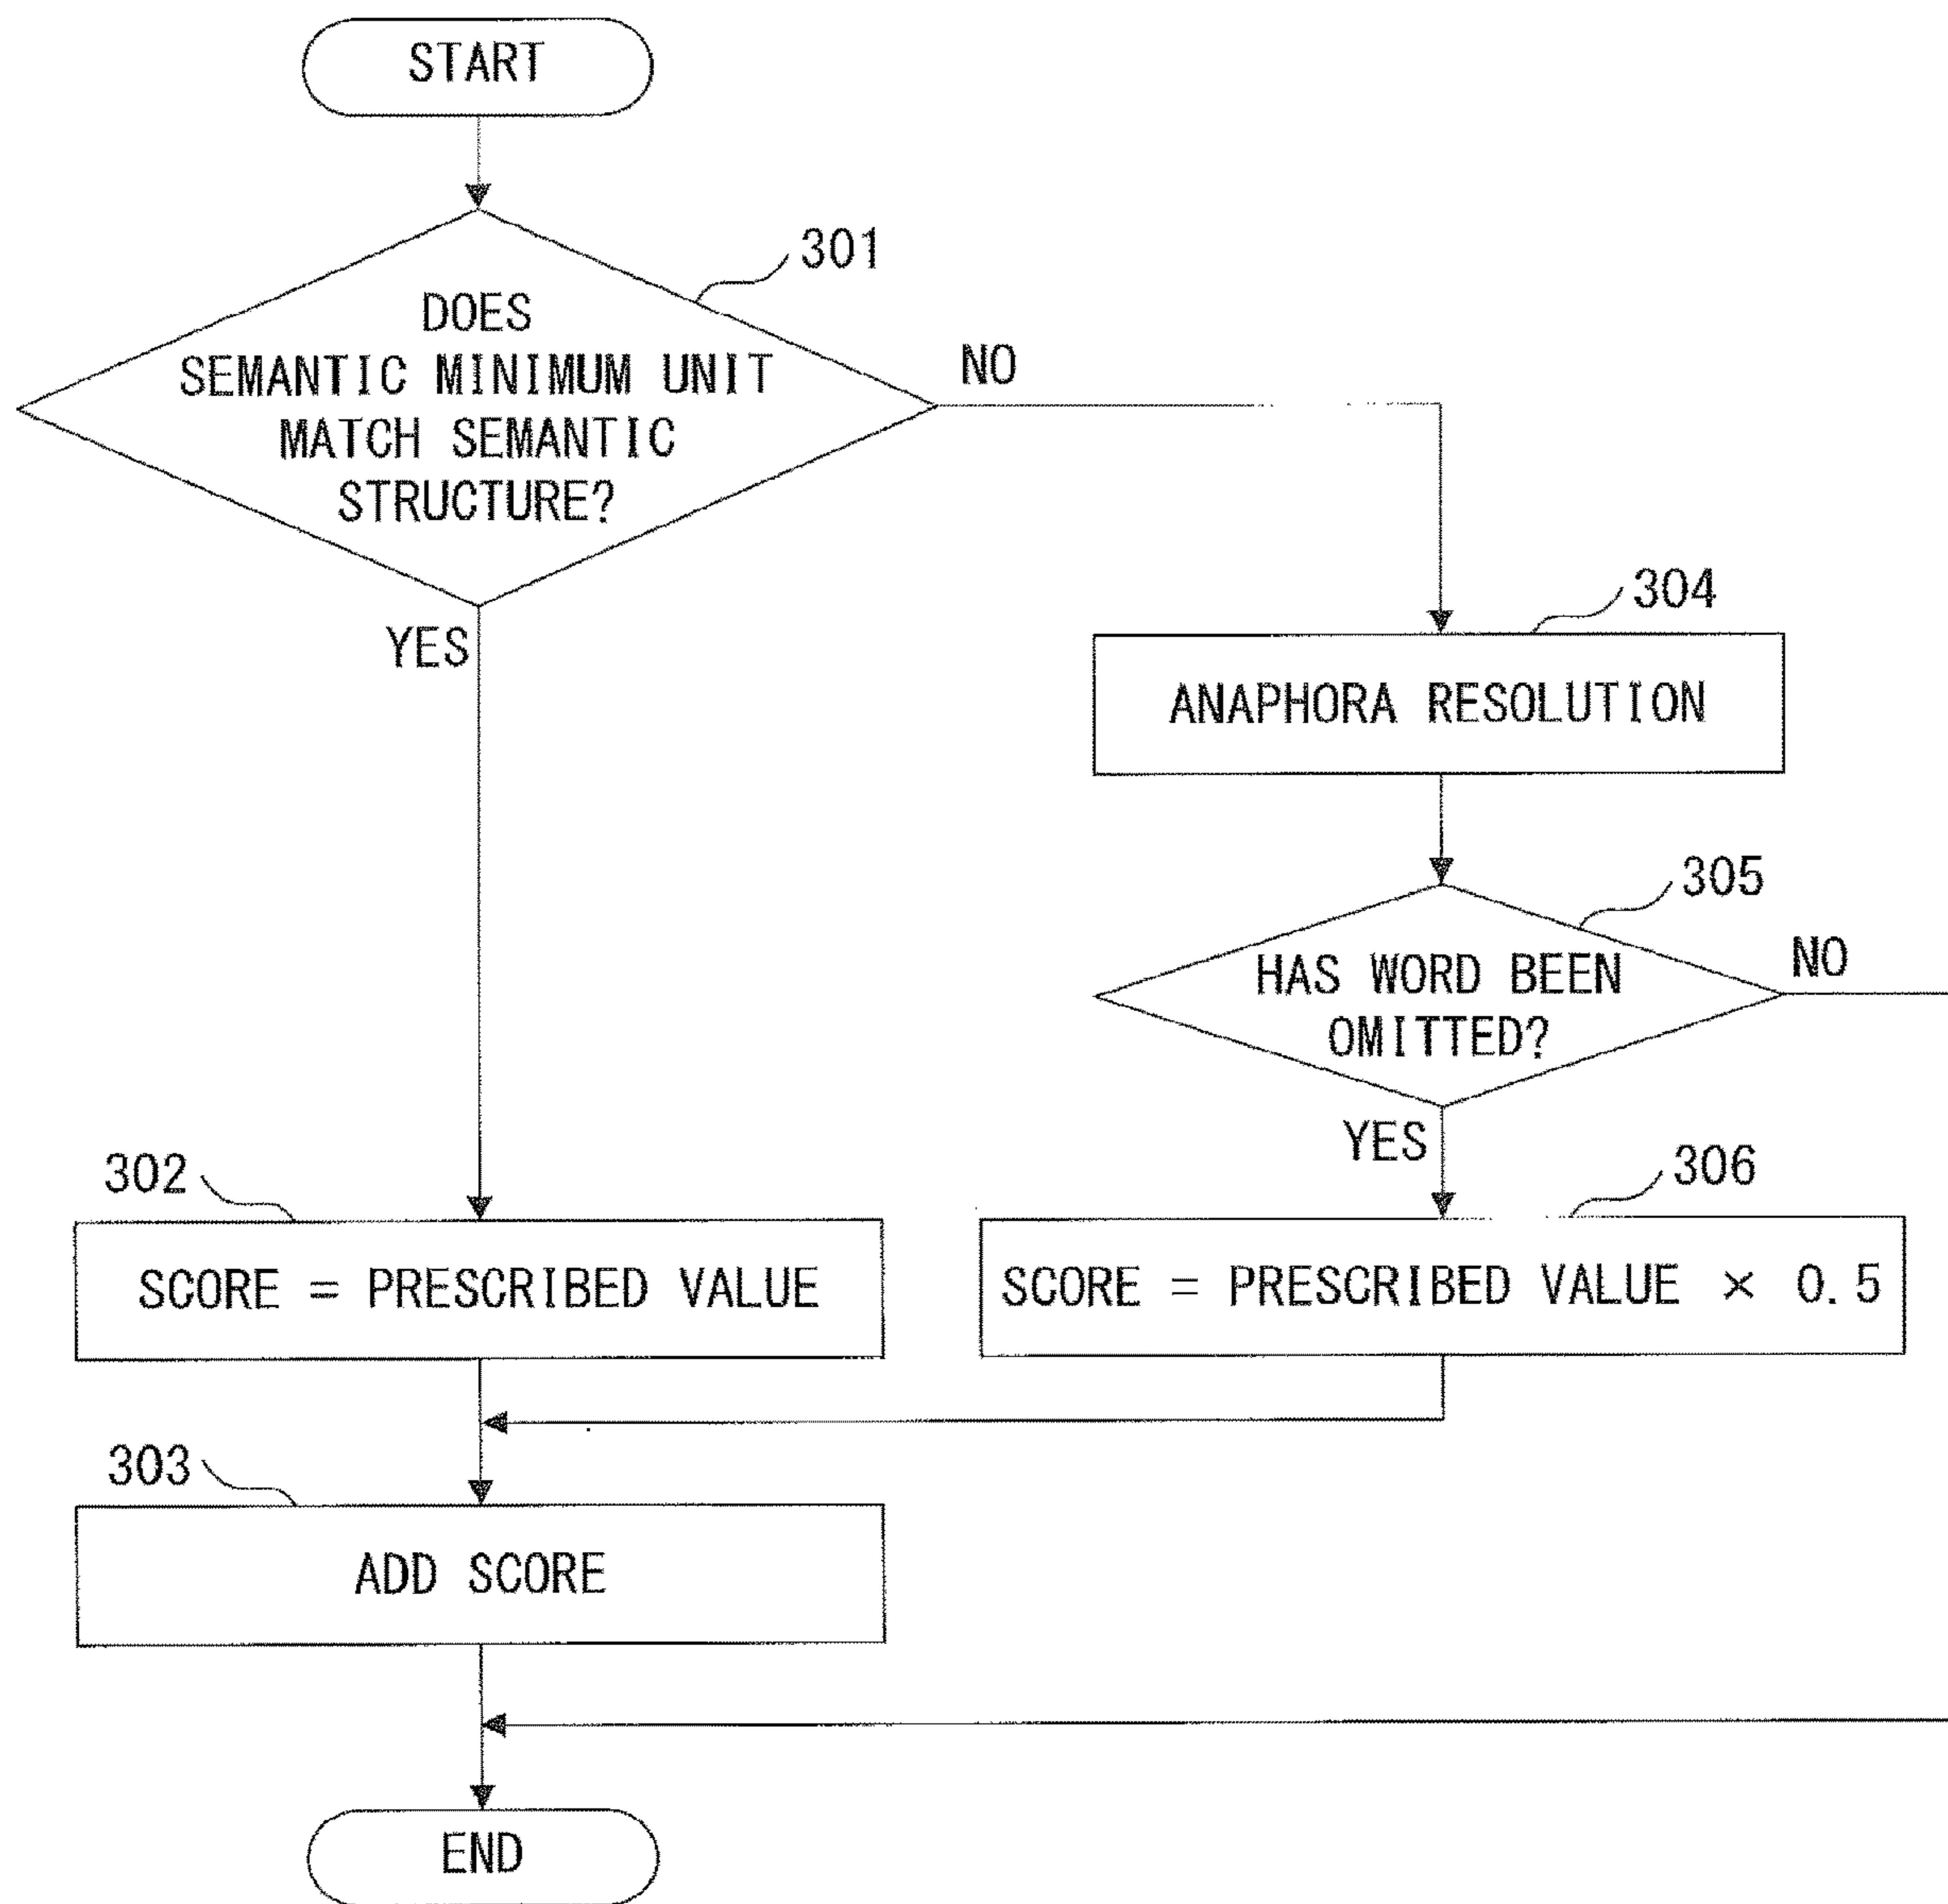 START
301
DOES
SEMANTIC MINIMUM UNIT
MATCH SEMANTIC
STRUCTURE?
NO
YES
304
ANAPHORA RESOLUTION
305
HAS WORD BEEN
OMITTED?
NO
YES
302
SCORE = PRESCRIBED VALUE
306
SCORE = PRESCRIBED VALUE × 0.5
303
ADD SCORE
END